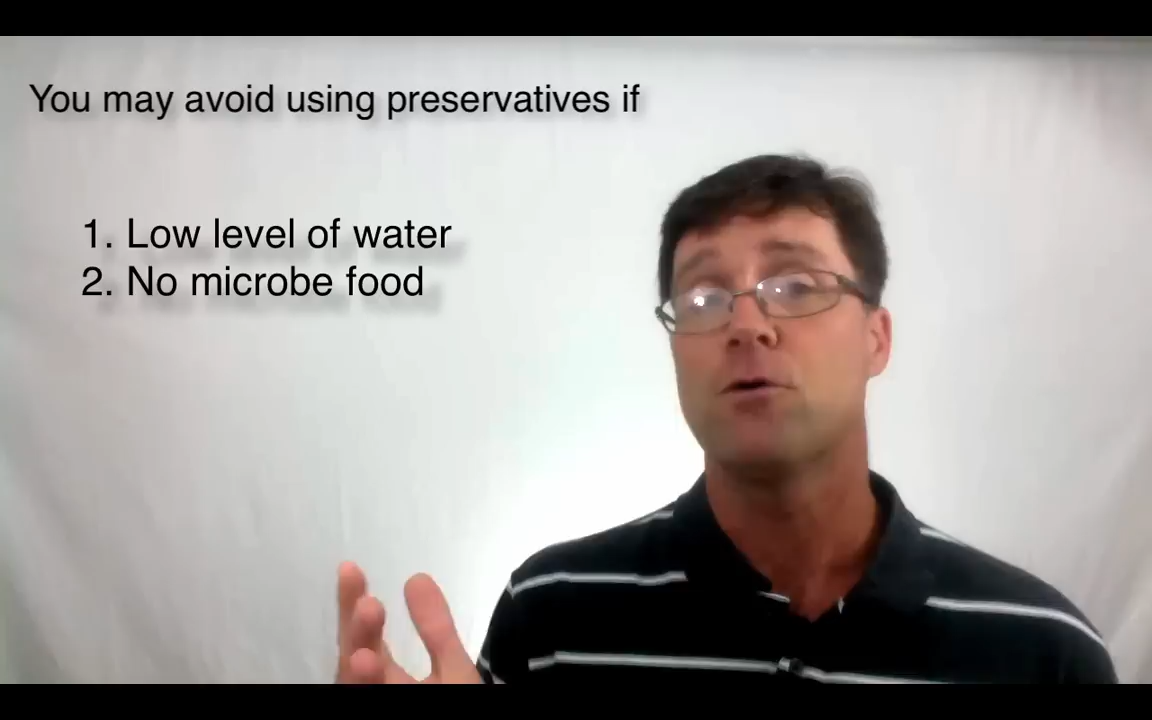 You may avoid using preservatives if
1. Low level of water
2. No microbe food